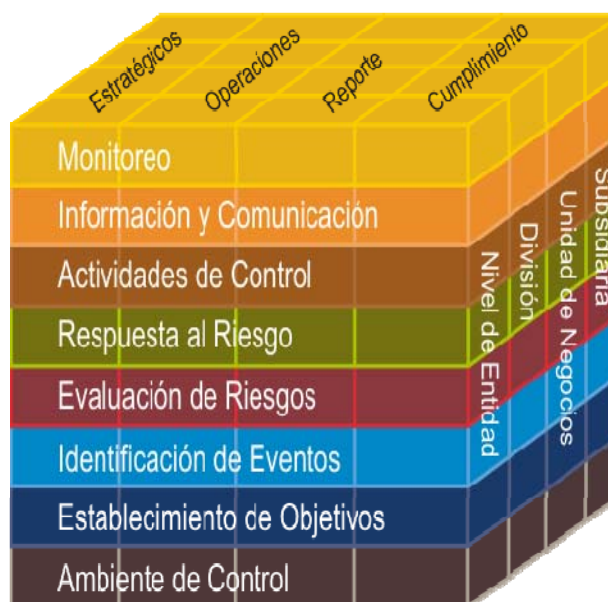 Estratégicos
Operaciones
Reporte
Cumplimiento
Monitoreo
Información y Comunicación
Actividades de Control
Respuesta al Riesgo
Evaluación de Riesgos
Identificación de Eventos
Establecimiento de Objetivos
Ambiente de Control
Nivel de Entidad
División
Unidad de Negocios
Subsidiaria